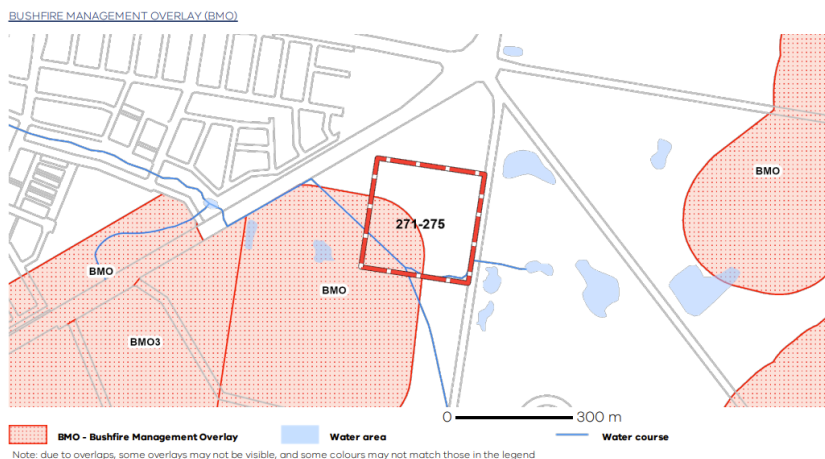 BUSHFIRE MANAGEMENT OVERLAY (BMO)
BMO
271-275
BMO
BMO
BMO3
0 300 m
BMO - Bushfire Management Overlay
Water area
Water course
Note: due to overlaps, some overlays may not be visible, and some colours may not match those in the legend